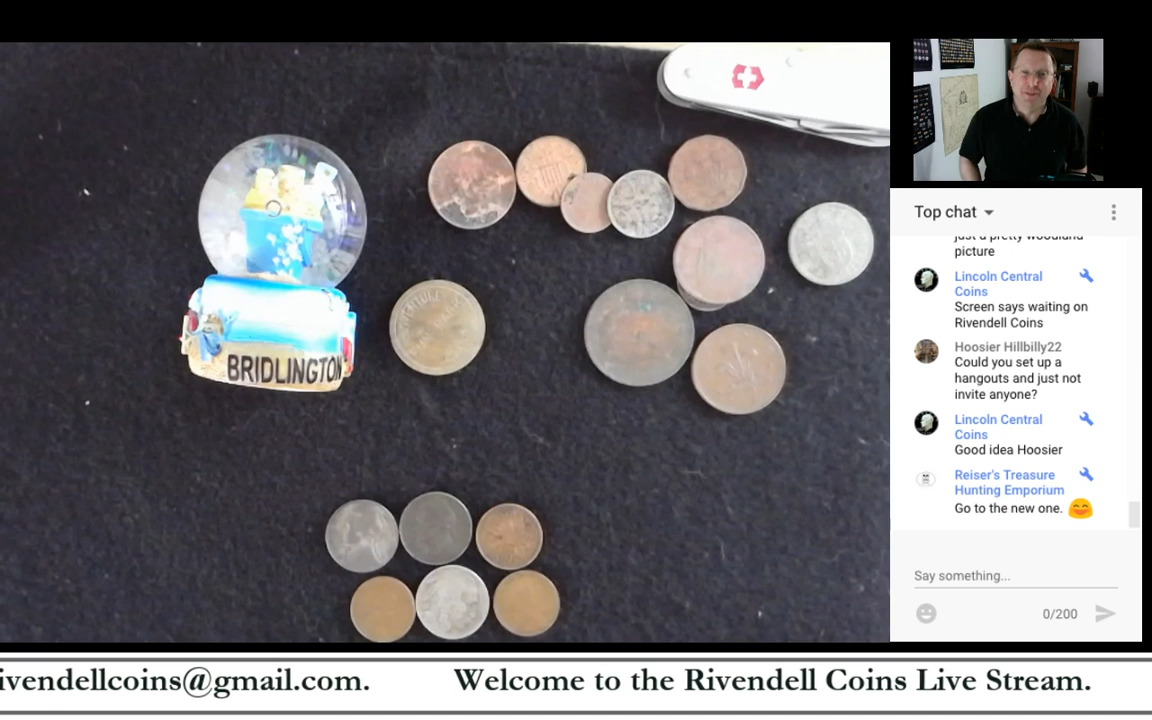 BRIDLINGTON
Top chat
just a pretty woodland
picture
Lincoln Central
Coins
Screen says waiting on
Rivendell Coins
Hoosier Hillbilly22
Could you set up a
hangouts and just not
invite anyone?
Lincoln Central
Coins
Good idea Hoosier
Reiser's Treasure
Hunting Emporium
Go to the new one.
Say something...
0/200
ivendellcoins@gmail.com. Welcome to the Rivendell Coins Live Stream.